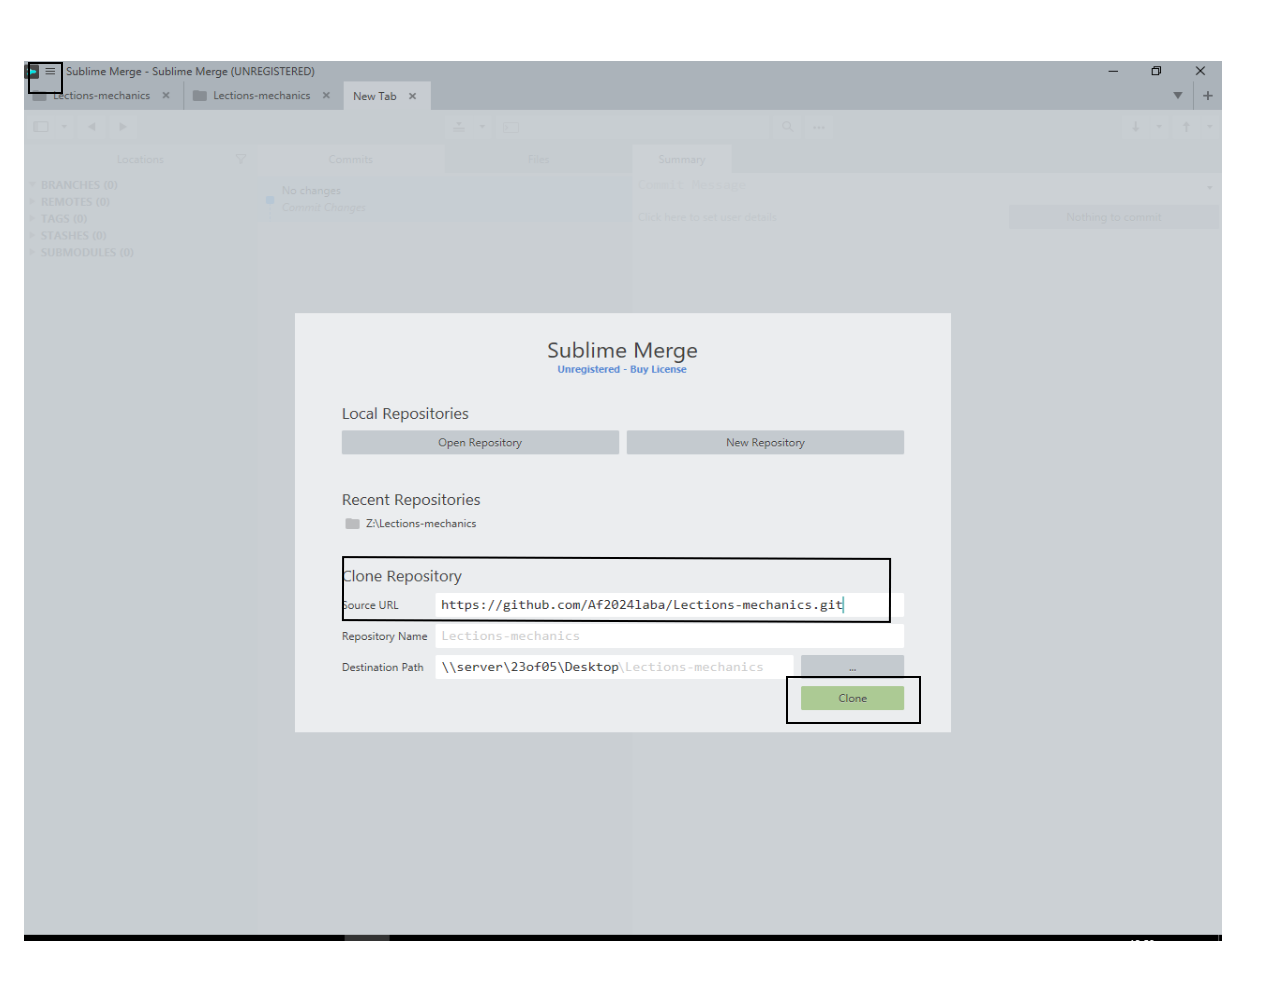 Sublime Merge - Sublime Merge (UNREGISTERED)
Lections-mechanics Lections-mechanics New Tab
Locations Commits Files Summary
BRANCHES (0)
REMOTES (0)
TAGS (0)
STASHES (0)
SUBMODULES (0)
No changes
Commit Changes
Commit Message
Click here to set user details
Nothing to commit
Sublime Merge
Unregistered - Buy License
Local Repositories
Open Repository New Repository
Recent Repositories
Z:\Lections-mechanics
Clone Repository
Source URL https://github.com/Af2024laba/Lections-mechanics.git
Repository Name Lections-mechanics
Destination Path \\server\23of05\Desktop\Lections-mechanics ...
Clone